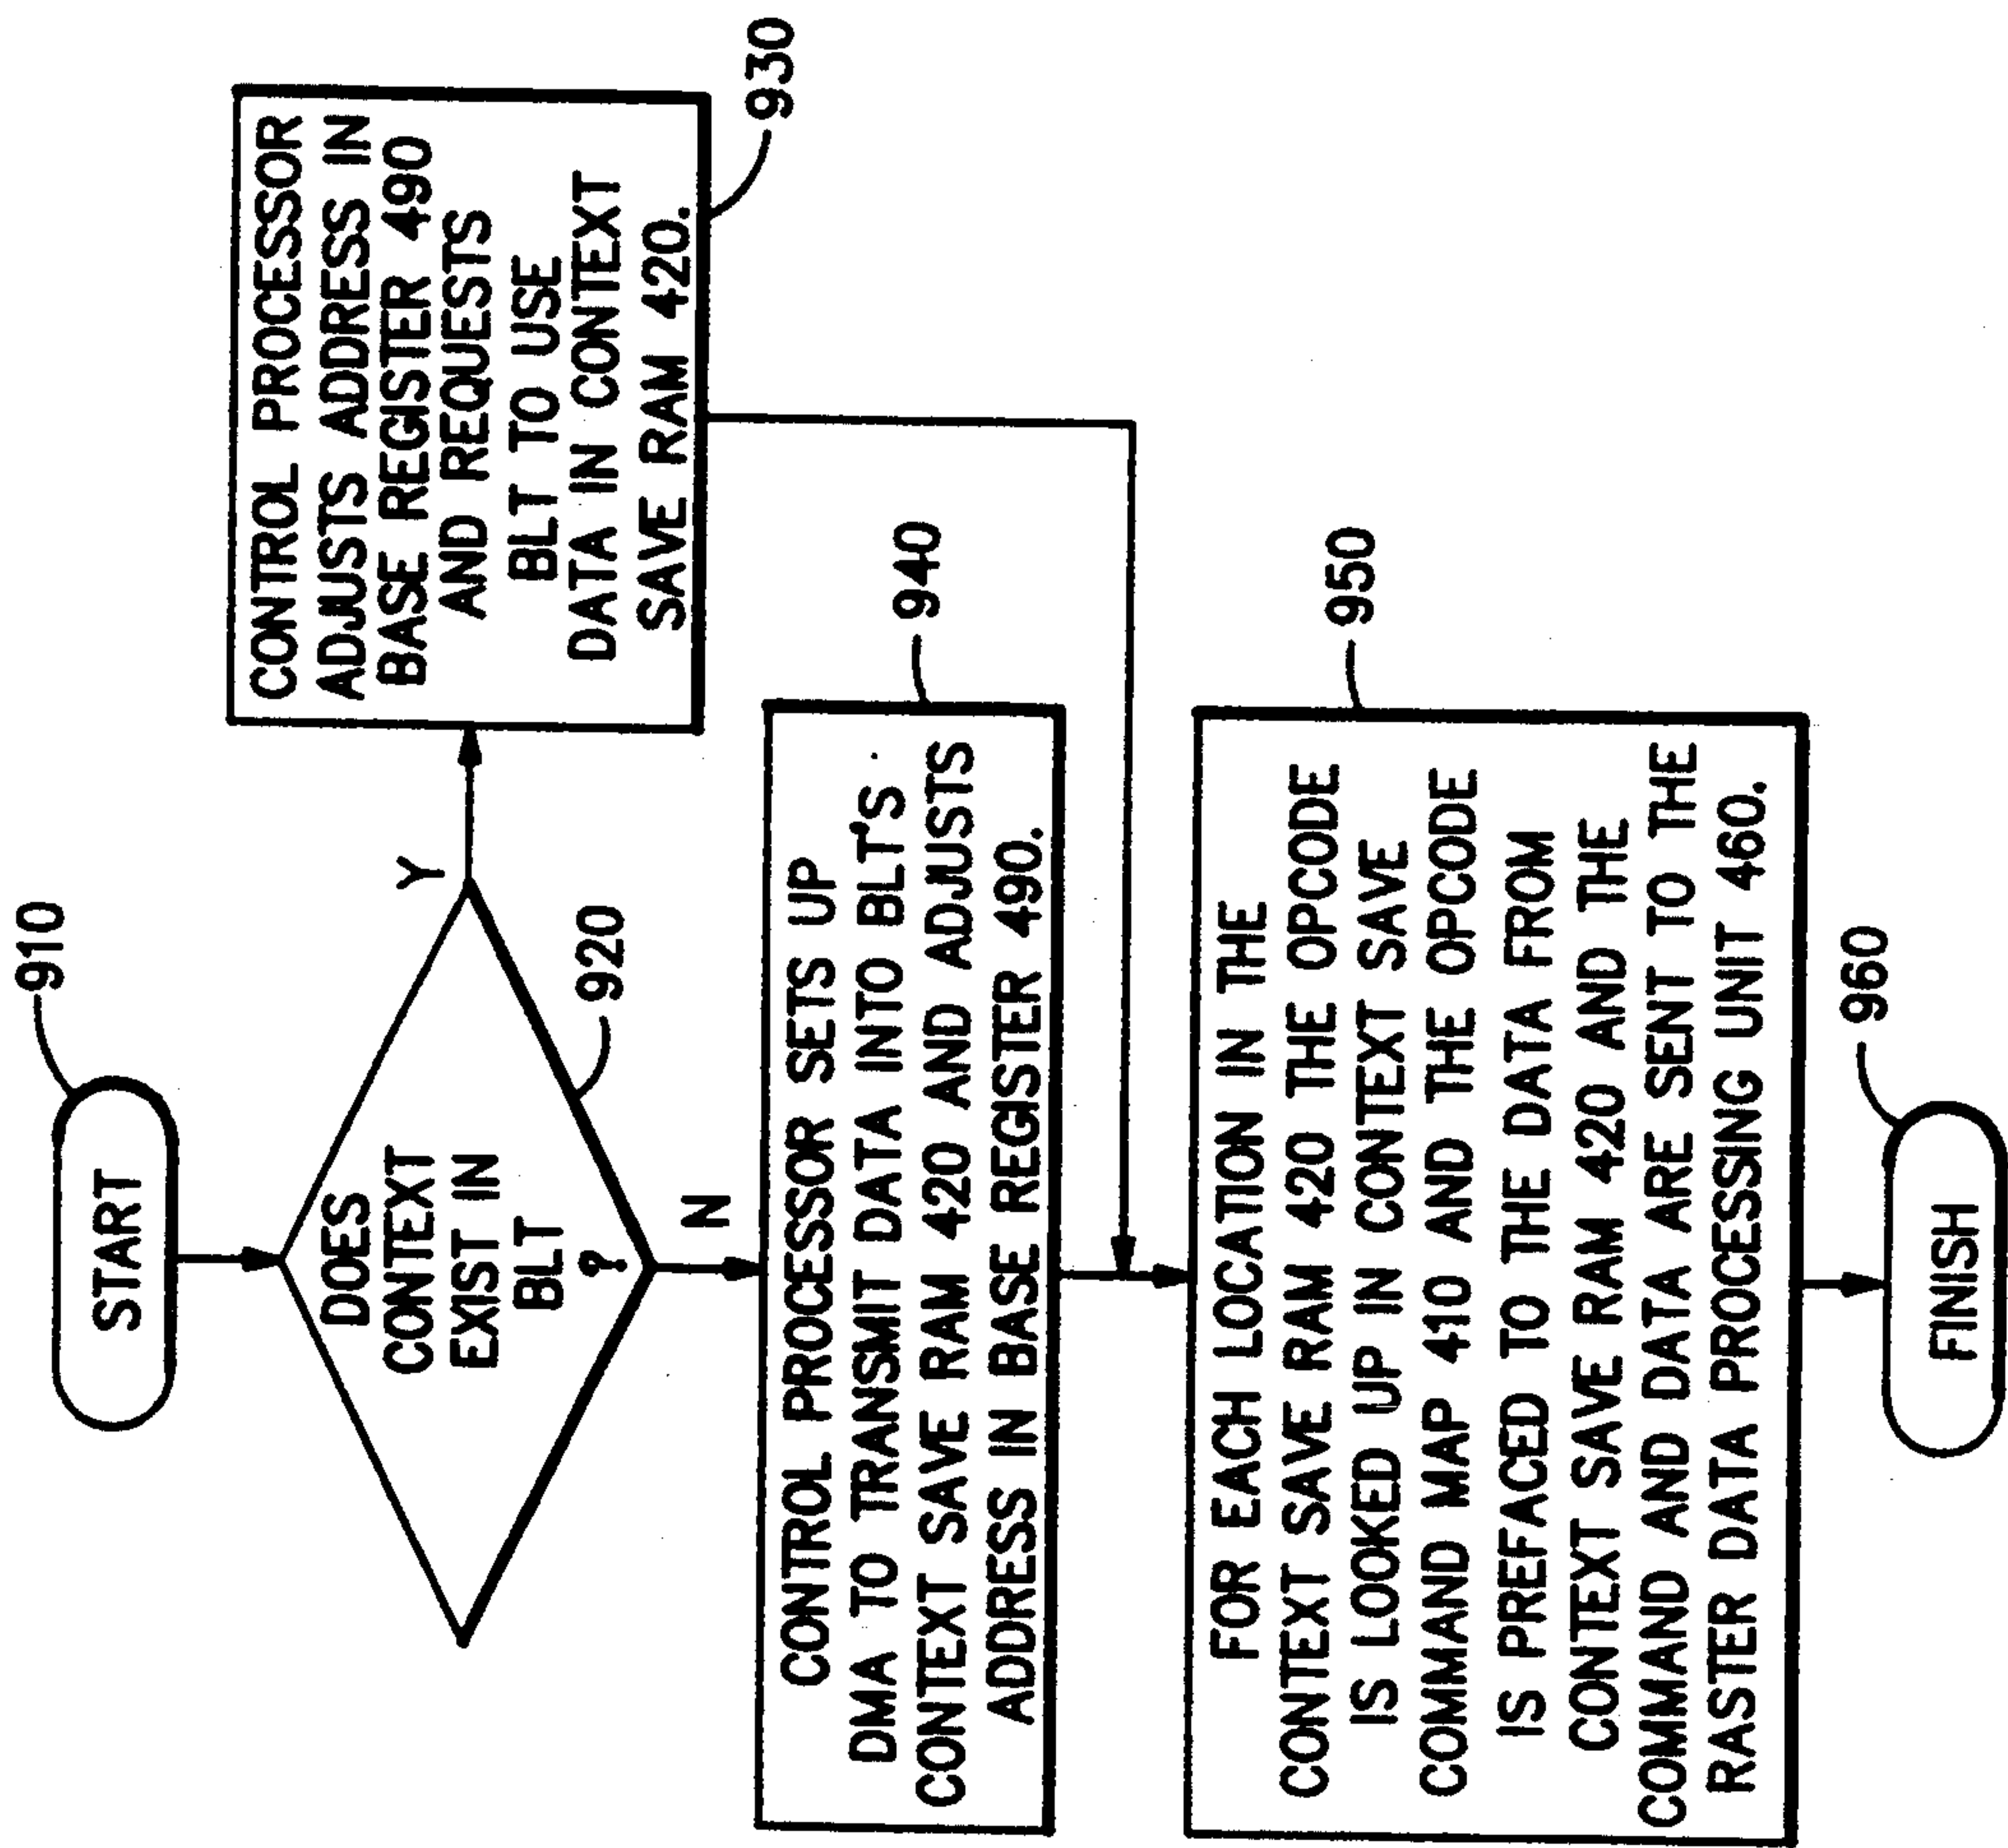 910
START
DOES
CONTEXT
EXIST IN
BLT
?
920
Y
N
CONTROL PROCESSOR
ADJUSTS ADDRESS IN
BASE REGISTER 490
AND REQUESTS
BLT TO USE
DATA IN CONTEXT
SAVE RAM 420.
930
940
CONTROL PROCESSOR SETS UP
DMA TO TRANSMIT DATA INTO BLT'S
CONTEXT SAVE RAM 420 AND ADJUSTS
ADDRESS IN BASE REGISTER 490.
950
FOR EACH LOCATION IN THE
CONTEXT SAVE RAM 420 THE OPCODE
IS LOOKED UP IN CONTEXT SAVE
COMMAND MAP 410 AND THE OPCODE
IS PREFACED TO THE DATA FROM
CONTEXT SAVE RAM 420 AND THE
COMMAND AND DATA ARE SENT TO THE
RASTER DATA PROCESSING UNIT 460.
960
FINISH